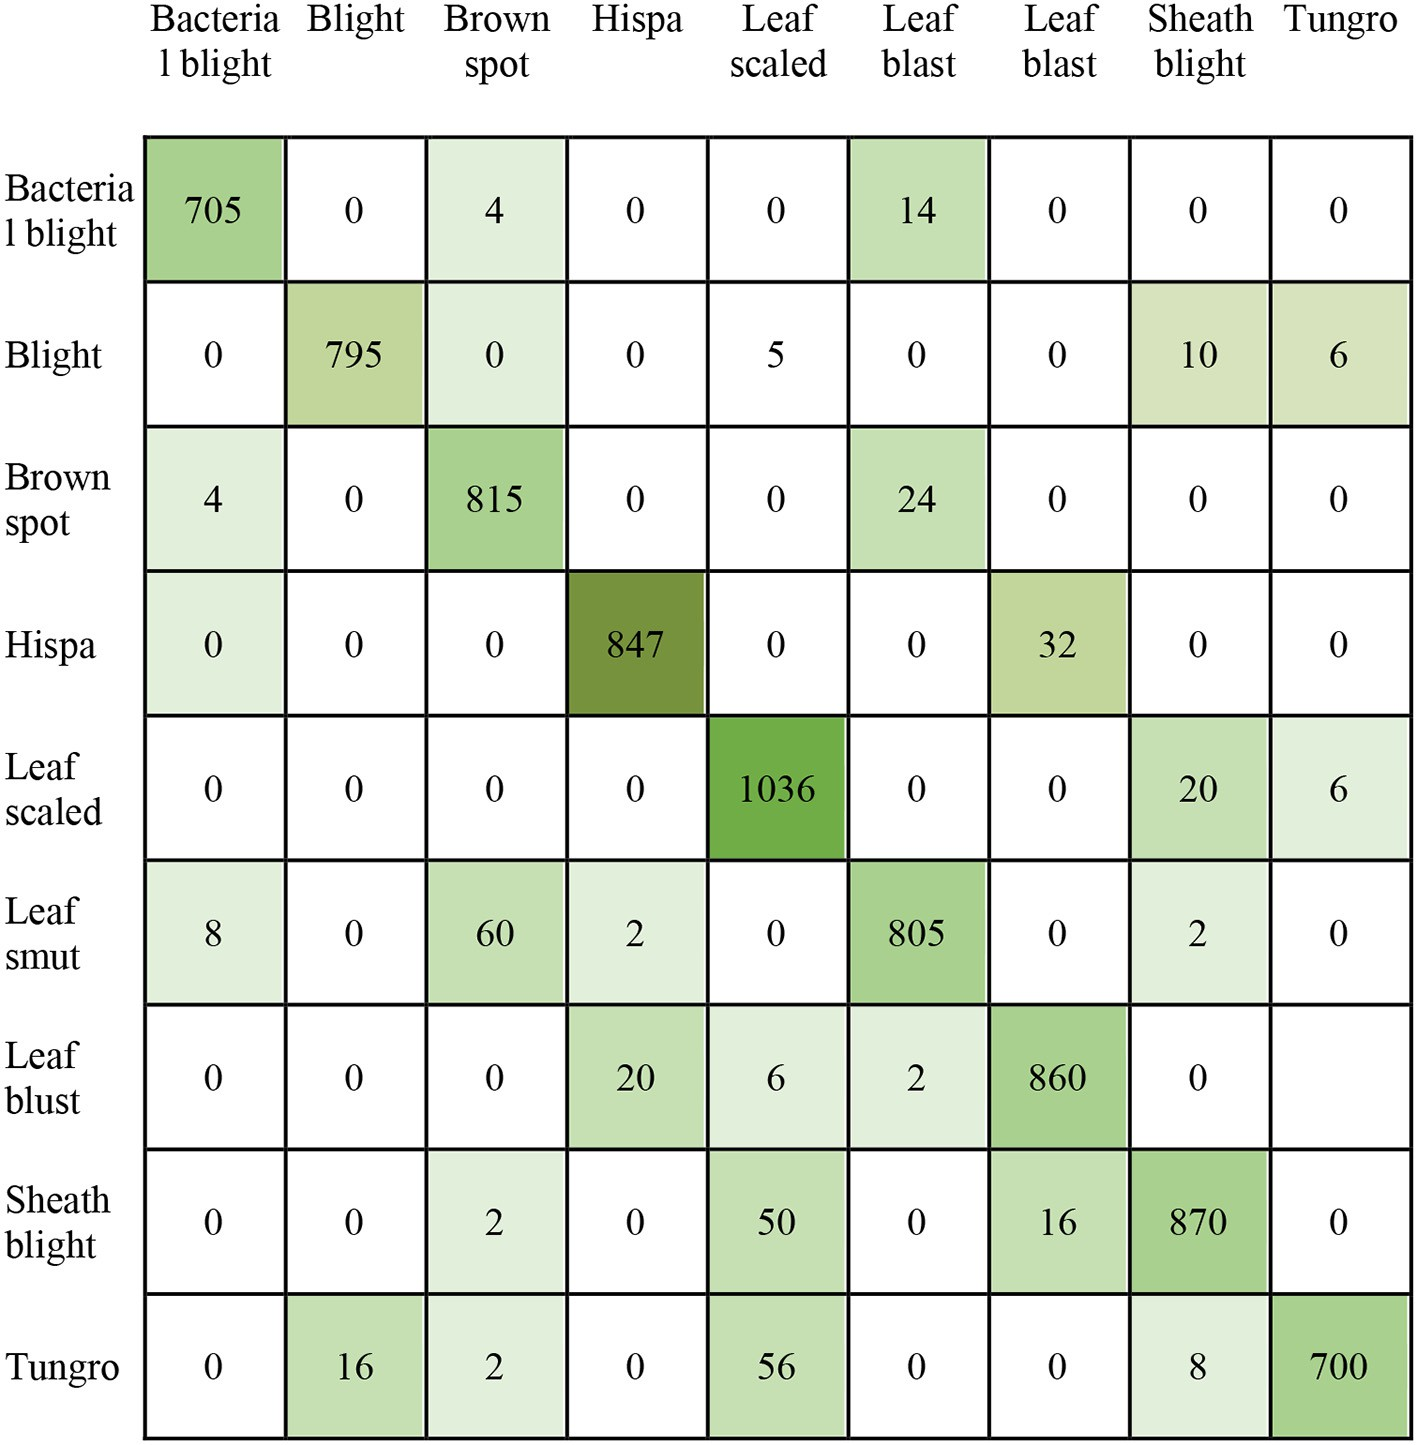 Bacteria Blight Brown Hispa Leaf Leaf Leaf Sheath Tungro
l blight spot scaled blast blast blight
Bacteria
l blight
705 0 4 0 0 14 0 0 0
Blight 0 795 0 0 5 0 0 10 6
Brown
spot
4 0 815 0 0 24 0 0 0
Hispa 0 0 0 847 0 0 32 0 0
Leaf
scaled
0 0 0 0 1036 0 0 20 6
Leaf
smut
8 0 60 2 0 805 0 2 0
Leaf
blust
0 0 0 20 6 2 860 0
Sheath
blight
0 0 2 0 50 0 16 870 0
Tungro 0 16 2 0 56 0 0 8 700